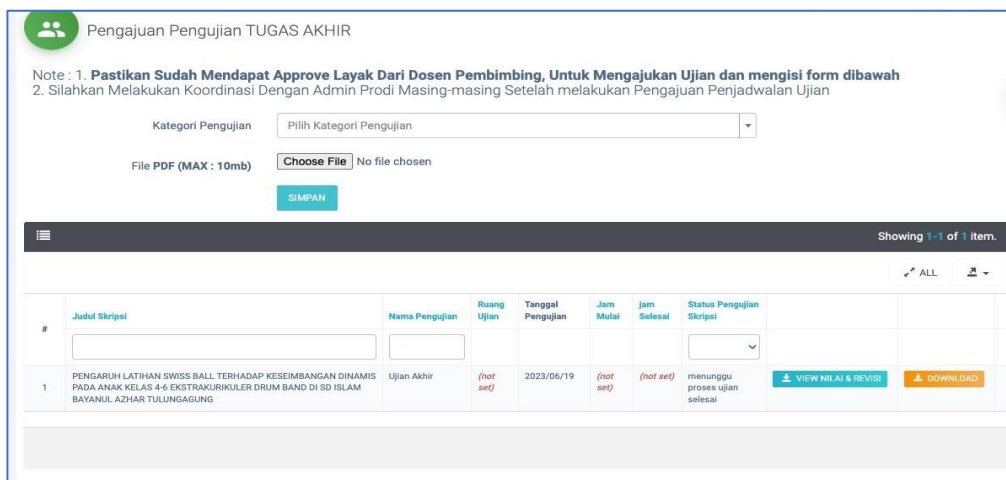 Pengajuan Pengujian TUGAS AKHIR
Note : 1. Pastikan Sudah Mendapat Approve Layak Dari Dosen Pembimbing, Untuk Mengajukan Ujian dan mengisi form dibawah
2. Silahkan Melakukan Koordinasi Dengan Admin Prodi Masing-masing Setelah melakukan Pengajuan Penjadwalan Ujian
Kategori Pengujian Pilih Kategori Pengujian
File PDF (MAX : 10mb) Choose File No file chosen
SIMPAN
Showing 1-1 of 1 item.
ALL
# Judul Skripsi Nama Pengujian Ruang Ujian Tanggal Pengujian Jam Mulai jam Selesai Status Pengujian Skripsi
1 PENGARUH LATIHAN SWISS BALL TERHADAP KESEIMBANGAN DINAMIS PADA ANAK KELAS 4-6 EKSTRAKURIKULER DRUM BAND DI SD ISLAM BAYANUL AZHAR TULUNGAGUNG Ujian Akhir (not set) 2023/06/19 (not set) (not set) menunggu proses ujian selesai VIEW NILAI & REVISI DOWNLOAD